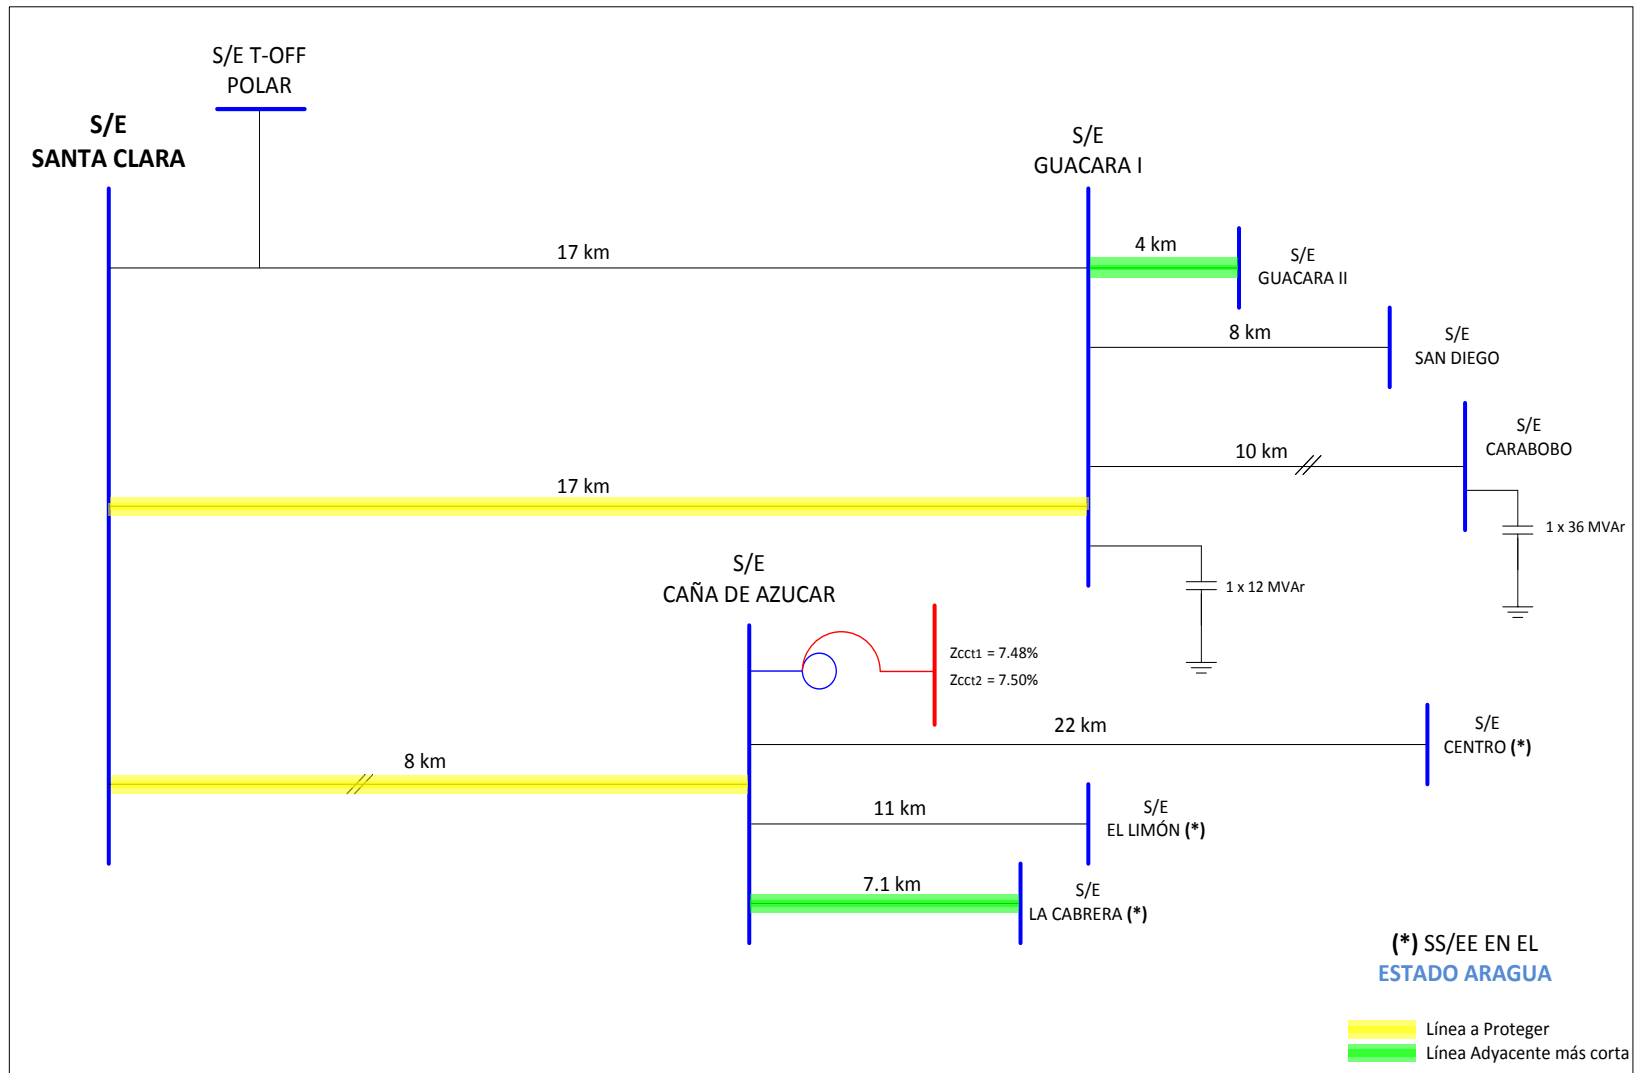 S/E T-OFF
POLAR
S/E
SANTA CLARA
S/E
GUACARA I
17 km
4 km
S/E
GUACARA II
8 km
S/E
SAN DIEGO
10 km
S/E
CARABOBO
1 x 36 MVAr
17 km
1 x 12 MVAr
S/E
CAÑA DE AZUCAR
Zcct1 = 7.48%
Zcct2 = 7.50%
22 km
S/E
CENTRO (*)
8 km
11 km
S/E
EL LIMÓN (*)
7.1 km
S/E
LA CABRERA (*)
(*) SS/EE EN EL
ESTADO ARAGUA
Línea a Proteger
Línea Adyacente más corta